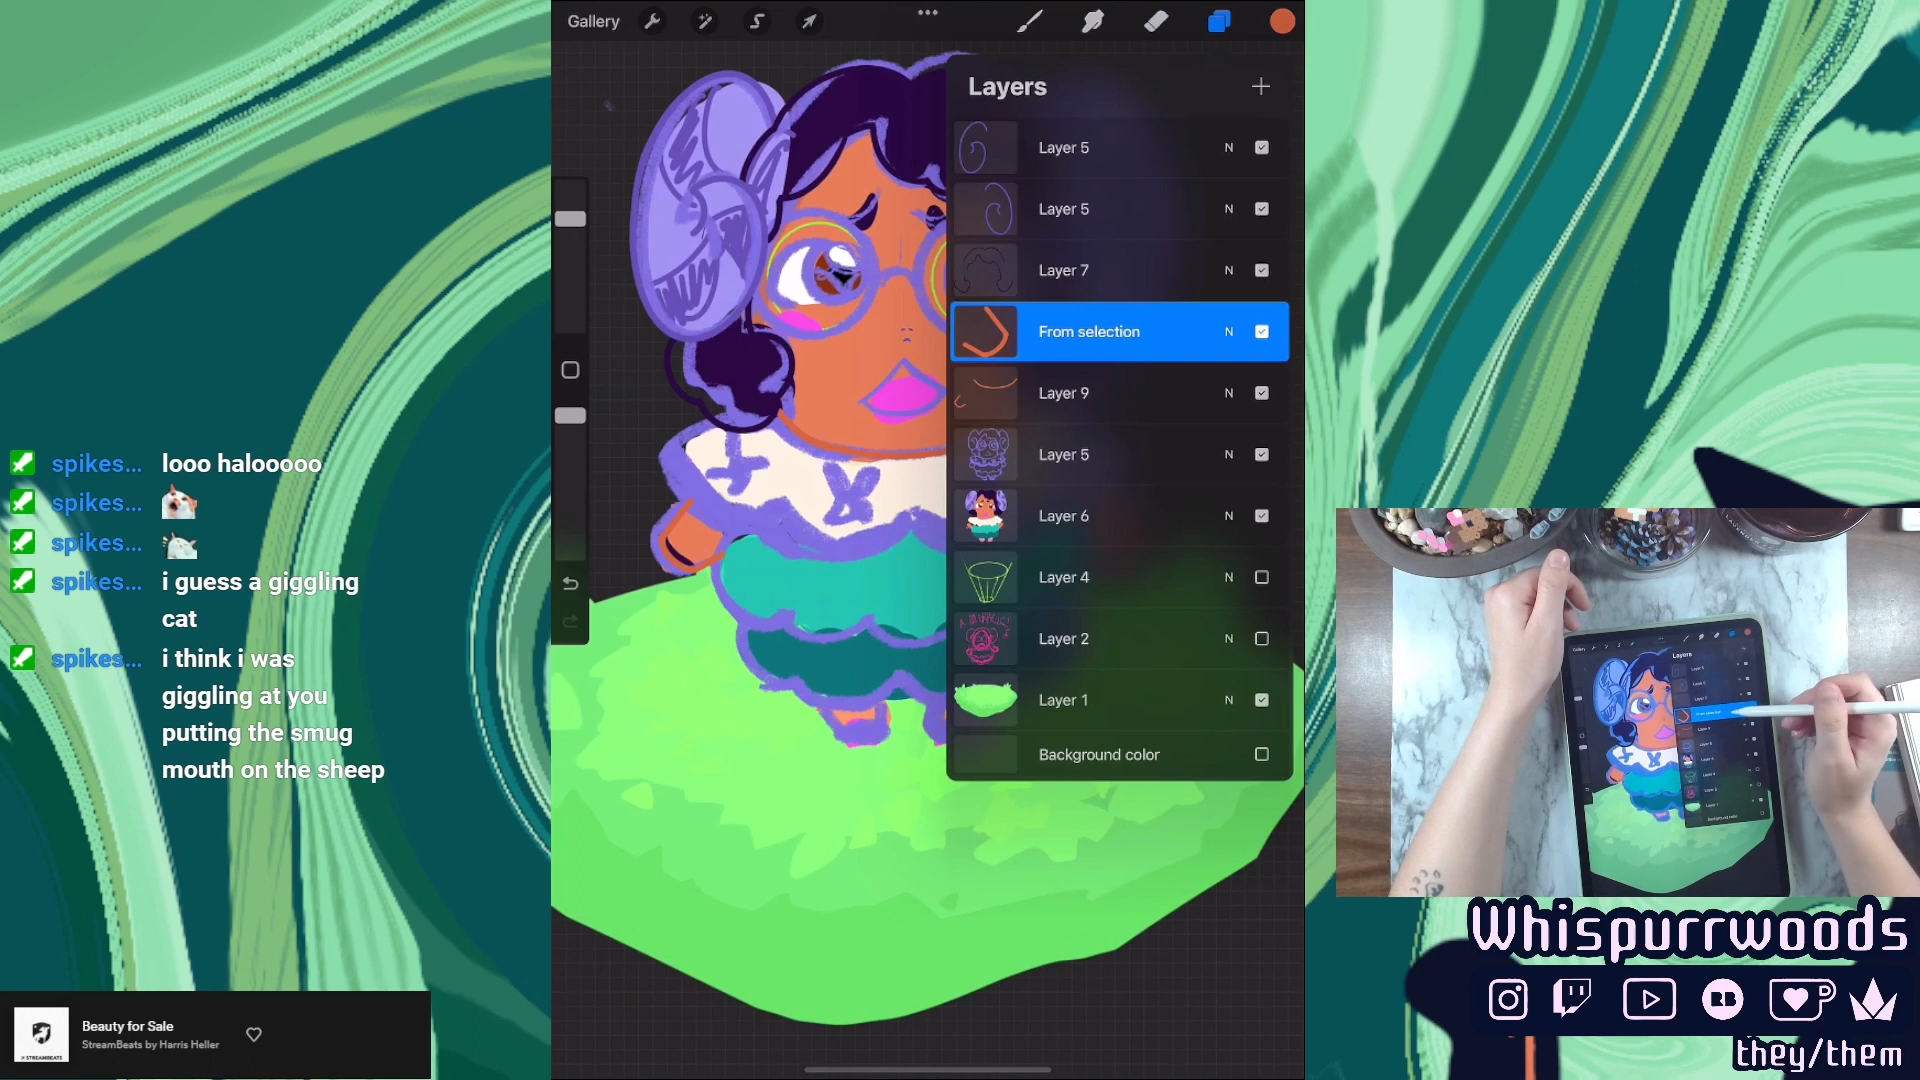 Gallery
Layers
Layer 5 N
Layer 5 N
Layer 7 N
From selection N
Layer 9 N
Layer 5 N
Layer 6 N
Layer 4 N
Layer 2 N
Layer 1 N
Background color
spikes... looo halooooo
spikes...
spikes...
spikes... i guess a giggling
cat
spikes... i think i was
giggling at you
putting the smug
mouth on the sheep
Beauty for Sale
StreamBeats by Harris Heller
STREAMBEATS
Whispurrwoods
they/them